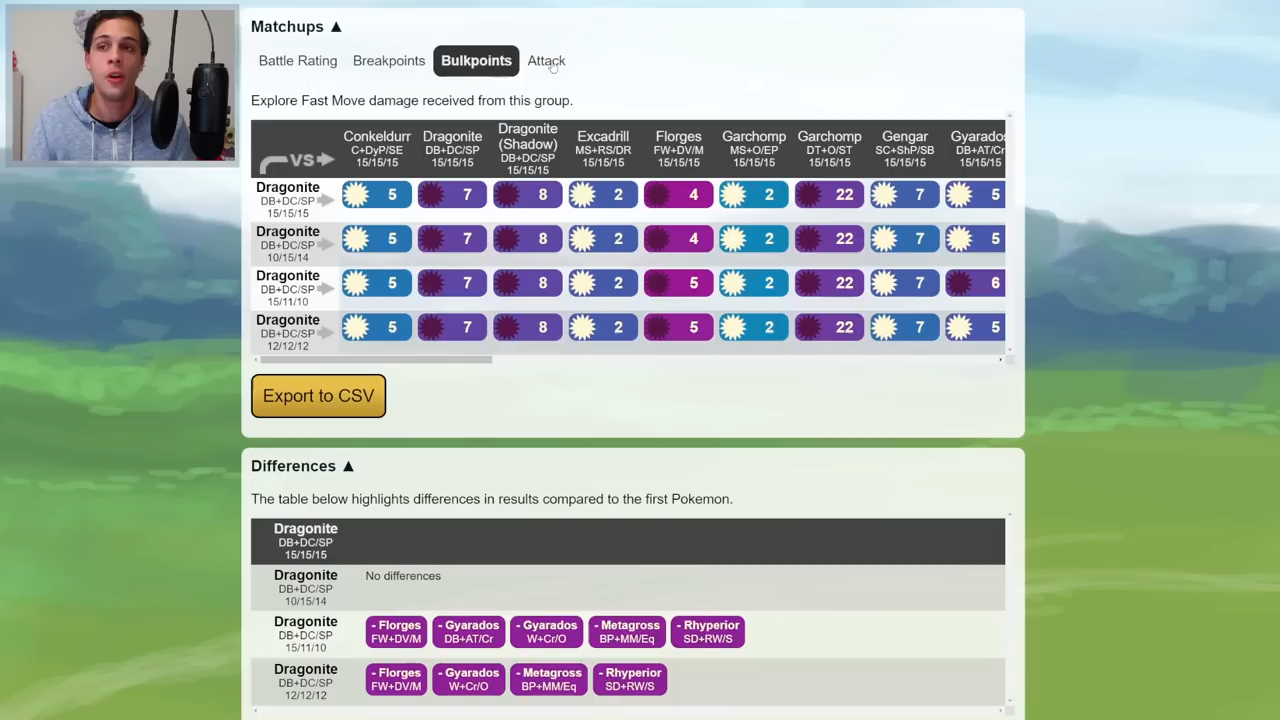 Matchups ▲
Battle Rating Breakpoints Bulkpoints Attack
Explore Fast Move damage received from this group.
VS Conkeldurr C+DyP/SE 15/15/15
Dragonite DB+DC/SP 15/15/15
Dragonite (Shadow) DB+DC/SP 15/15/15
Excadrill MS+RS/DR 15/15/15
Florges FW+DV/M 15/15/15
Garchomp MS+O/EP 15/15/15
Garchomp DT+O/ST 15/15/15
Gengar SC+ShP/SB 15/15/15
Gyarados DB+AT/Cr 15/15/15
Dragonite DB+DC/SP 15/15/15 5 7 8 2 4 2 22 7 5
Dragonite DB+DC/SP 10/15/14 5 7 8 2 4 2 22 7 5
Dragonite DB+DC/SP 15/11/10 5 7 8 2 5 2 22 7 6
Dragonite DB+DC/SP 12/12/12 5 7 8 2 5 2 22 7 5
Export to CSV
Differences ▲
The table below highlights differences in results compared to the first Pokemon.
Dragonite
DB+DC/SP
15/15/15
Dragonite
DB+DC/SP
10/15/14
No differences
Dragonite
DB+DC/SP
15/11/10
- Florges FW+DV/M
- Gyarados DB+AT/Cr
- Gyarados W+Cr/O
- Metagross BP+MM/Eq
- Rhyperior SD+RW/S
Dragonite
DB+DC/SP
12/12/12
- Florges FW+DV/M
- Gyarados W+Cr/O
- Metagross BP+MM/Eq
- Rhyperior SD+RW/S